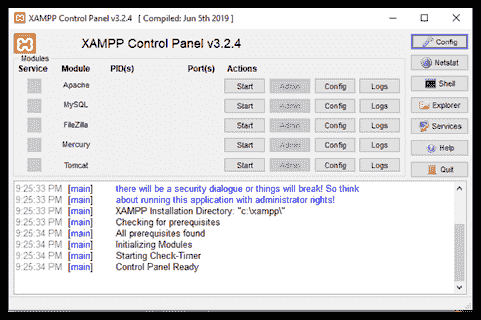 XAMPP Control Panel v3.2.4 [ Compiled: Jun 5th 2019 ]
XAMPP Control Panel v3.2.4
Config
Modules
Service Module PID(s) Port(s) Actions
Netstat
Apache Start Admin Config Logs
Shell
MySQL Start Admin Config Logs
Explorer
FileZilla Start Admin Config Logs
Services
Mercury Start Admin Config Logs
Help
Tomcat Start Admin Config Logs
Quit
9:25:33 PM [main] there will be a security dialogue or things will break! So think
9:25:33 PM [main] about running this application with administrator rights!
9:25:33 PM [main] XAMPP Installation Directory: "c:\xampp\"
9:25:33 PM [main] Checking for prerequisites
9:25:34 PM [main] All prerequisites found
9:25:34 PM [main] Initializing Modules
9:25:34 PM [main] Starting Check-Timer
9:25:34 PM [main] Control Panel Ready